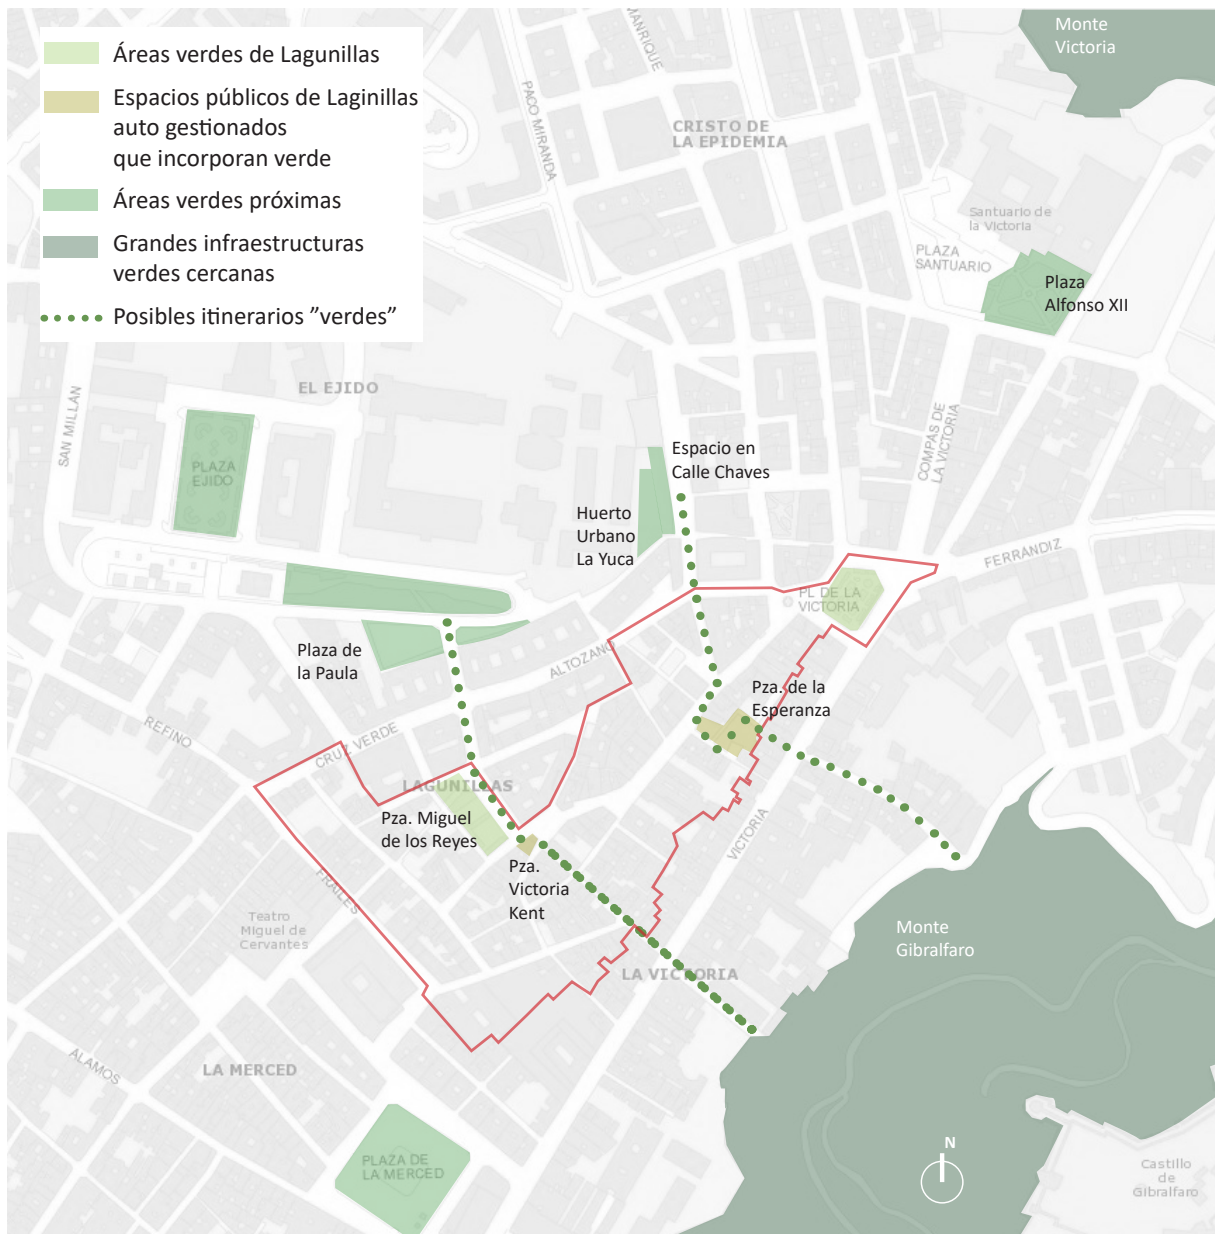 Áreas verdes de Lagunillas
Espacios públicos de Laginillas
auto gestionados
que incorporan verde
Áreas verdes próximas
Grandes infraestructuras
verdes cercanas
Posibles itinerarios ”verdes”
Monte
Victoria
MANRIQUE
PACO MIRANDA
CRISTO DE
LA EPIDEMIA
Santuario de
la Victoria
PLAZA
SANTUARIO
Plaza
Alfonso XII
EL EJIDO
SAN MILLAN
COMPAS DE
LA VICTORIA
PLAZA
EJIDO
Espacio en
Calle Chaves
Huerto
Urbano
La Yuca
FERRANDIZ
PL DE LA
VICTORIA
Plaza de
la Paula
ALTOZANO
Pza. de la
Esperanza
REFINO
CRUZ VERDE
LAGUNILLAS
Pza. Miguel
de los Reyes
VICTORIA
Pza.
Victoria
Kent
FRAILES
Teatro
Miguel de
Cervantes
Monte
Gibralfaro
LA VICTORIA
ALAMOS
LA MERCED
N
PLAZA DE
LA MERCED
Castillo
de
Gibralfaro